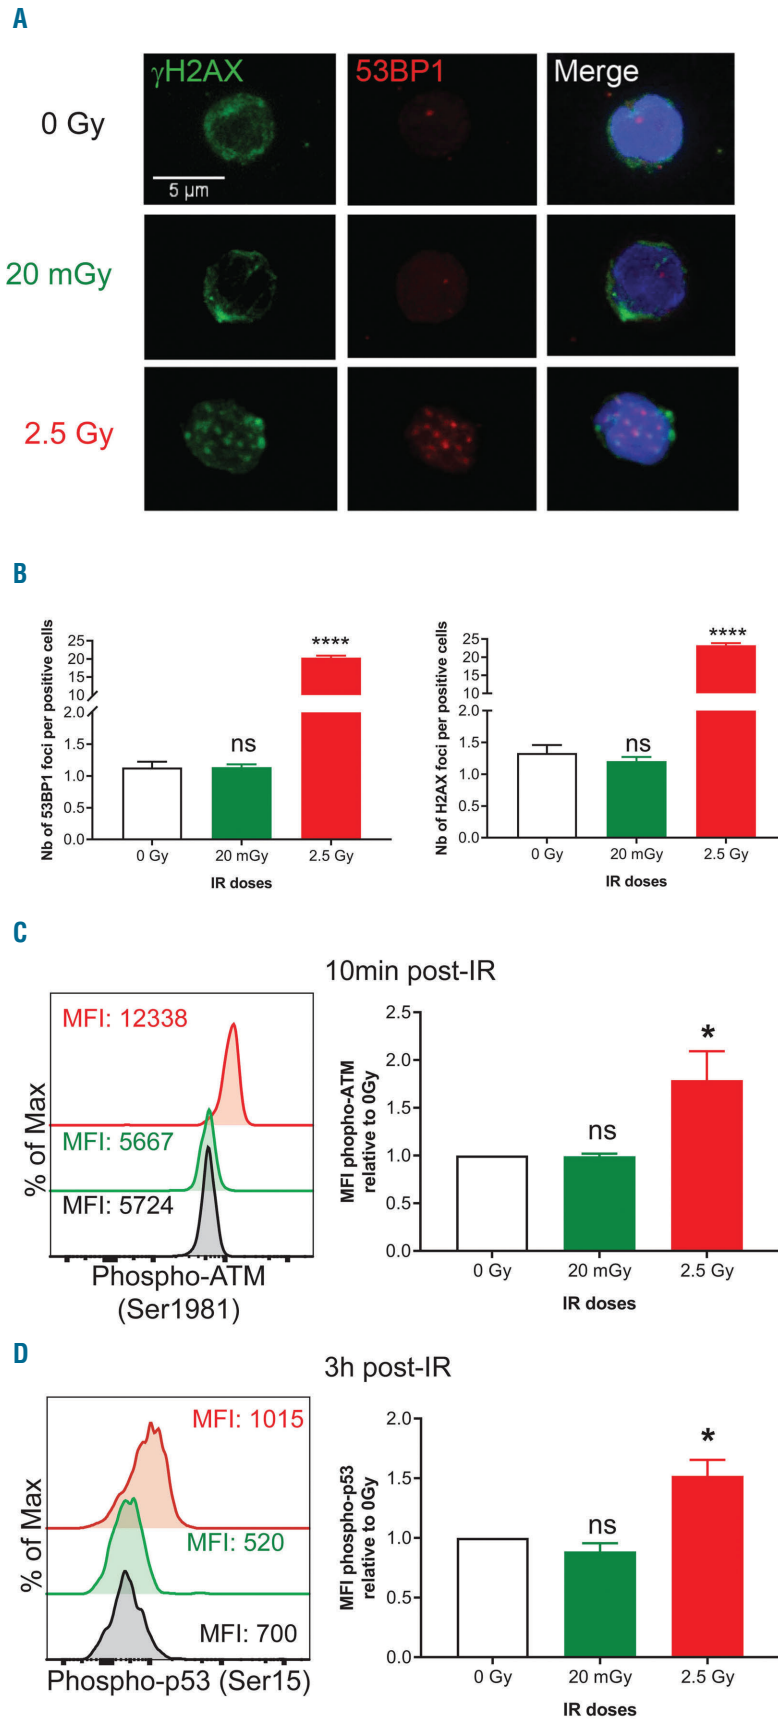 A
γH2AX
53BP1
Merge
0 Gy
5 µm
20 mGy
2.5 Gy
B
Nb of 53BP1 foci per positive cells
25
20
15
10
2.0
1.5
1.0
0.5
0.0
ns
****
0 Gy
20 mGy
2.5 Gy
IR doses
Nb of H2AX foci per positive cells
25
20
15
10
2.0
1.5
1.0
0.5
0.0
ns
****
0 Gy
20 mGy
2.5 Gy
IR doses
C
10min post-IR
% of Max
MFI: 12338
MFI: 5667
MFI: 5724
Phospho-ATM
(Ser1981)
MFI phopho-ATM
relative to 0Gy
2.5
2.0
1.5
1.0
0.5
0.0
ns
*
0 Gy
20 mGy
2.5 Gy
IR doses
D
3h post-IR
% of Max
MFI: 1015
MFI: 520
MFI: 700
Phospho-p53 (Ser15)
MFI phospho-p53
relative to 0Gy
2.0
1.5
1.0
0.5
0.0
ns
*
0 Gy
20 mGy
2.5 Gy
IR doses